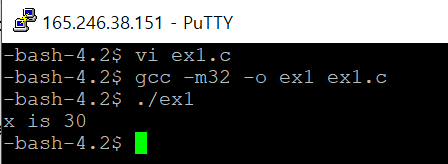 165.246.38.151 - PuTTY
-bash-4.2$ vi ex1.c
-bash-4.2$ gcc -m32 -o ex1 ex1.c
-bash-4.2$ ./ex1
x is 30
-bash-4.2$